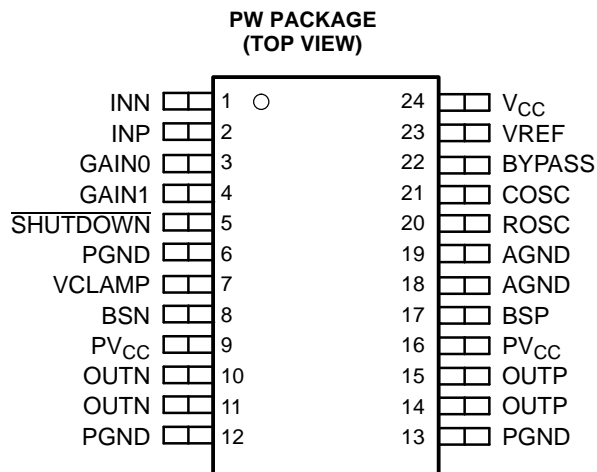 PW PACKAGE
(TOP VIEW)
INN 1 24 VCC
INP 2 23 VREF
GAIN0 3 22 BYPASS
GAIN1 4 21 COSC
SHUTDOWN 5 20 ROSC
PGND 6 19 AGND
VCLAMP 7 18 AGND
BSN 8 17 BSP
PVCC 9 16 PVCC
OUTN 10 15 OUTP
OUTN 11 14 OUTP
PGND 12 13 PGND